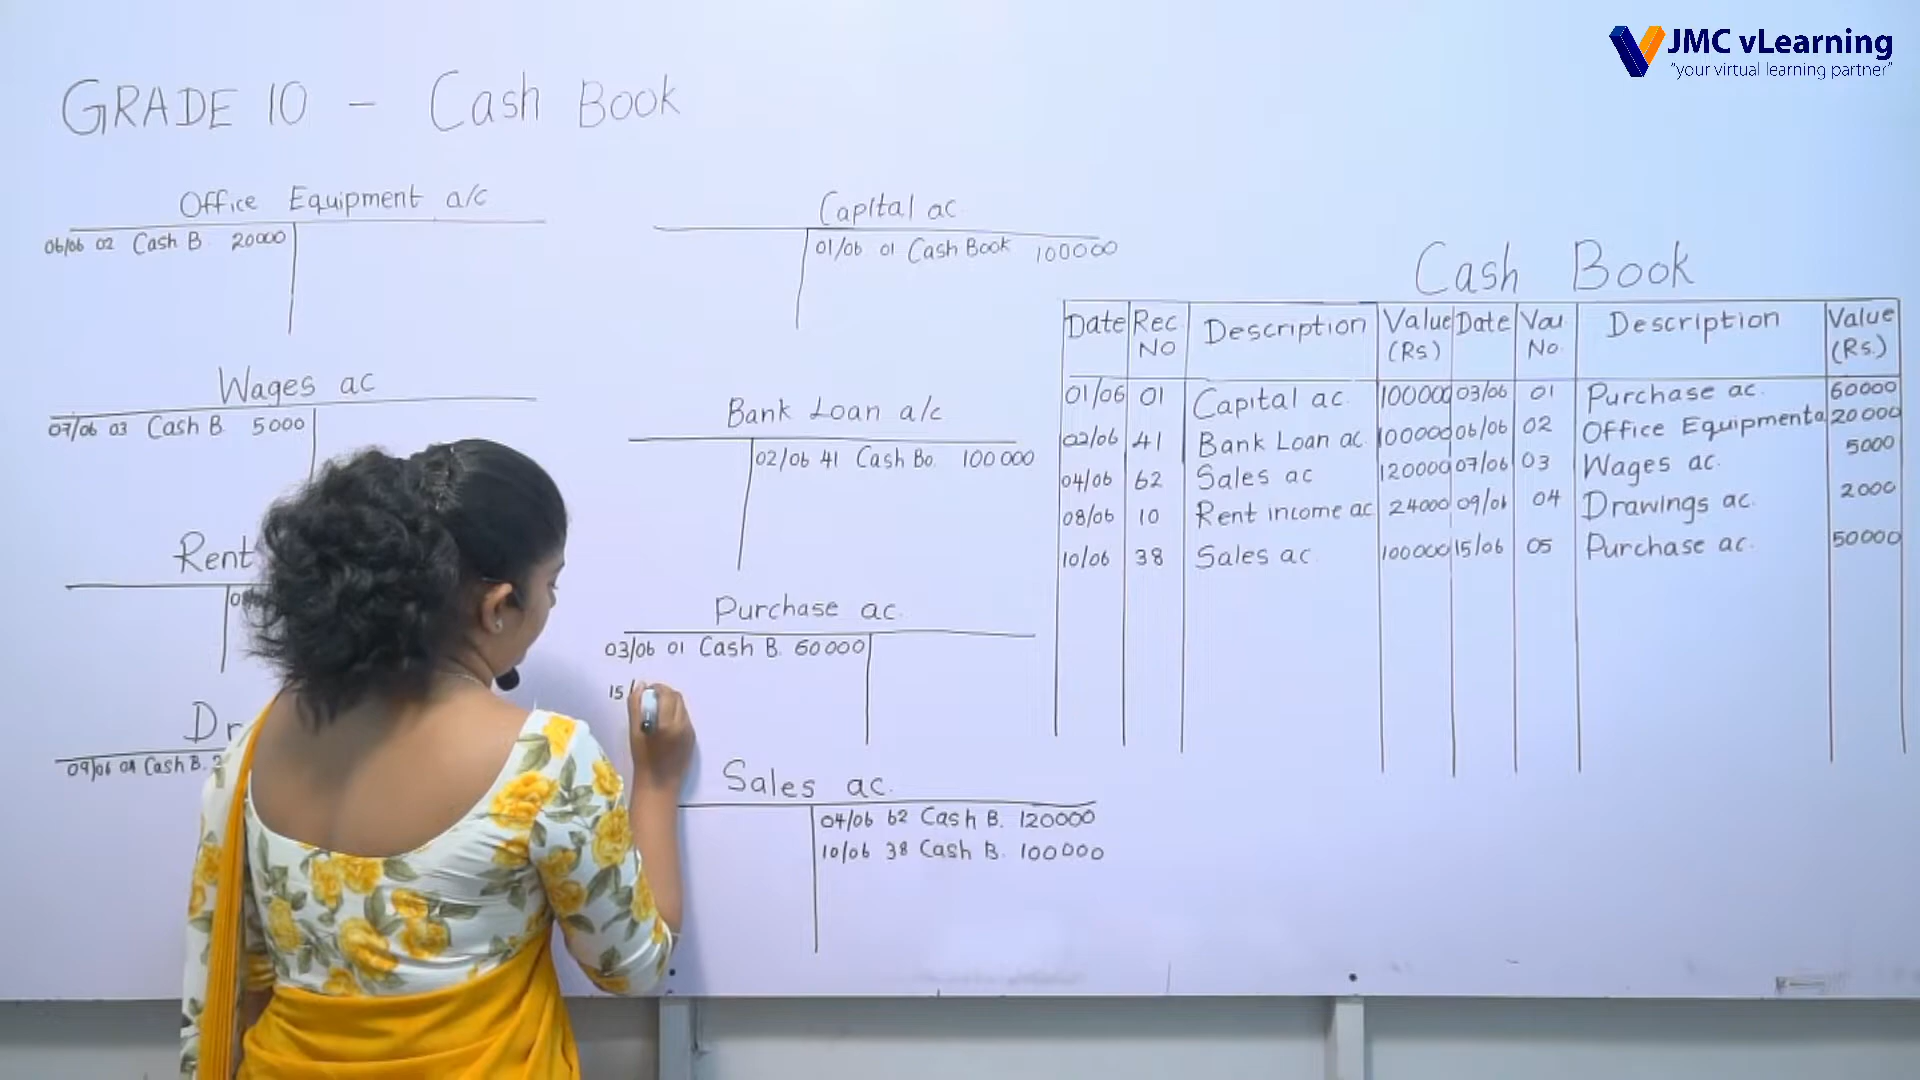 JMC vLearning
"your virtual learning partner"
GRADE 10 - Cash Book
Office Equipment a/c
06/06 02 Cash B. 20000
Capital ac
01/06 01 Cash Book 100000
Wages ac
07/06 03 Cash B 5000
Bank Loan a/c
02/06 41 Cash Bo. 100 000
Rent
Purchase ac.
03/06 01 Cash B. 60000
15/
Dr
09/06 04 Cash B.
Sales ac.
04/06 62 Cash B. 120000
10/06 38 Cash B. 100000
Cash Book
Date Rec NO Description Value (Rs) Date Vou No. Description Value (Rs.)
01/06 01 Capital ac. 100000 03/06 01 Purchase ac. 60000
02/06 41 Bank Loan ac 100000 06/06 02 Office Equipment a 20000
04/06 62 Sales ac 120000 07/06 03 Wages ac. 5000
08/06 10 Rent income ac 24000 09/06 04 Drawings ac. 2000
10/06 38 Sales ac. 100000 15/06 05 Purchase ac. 50000